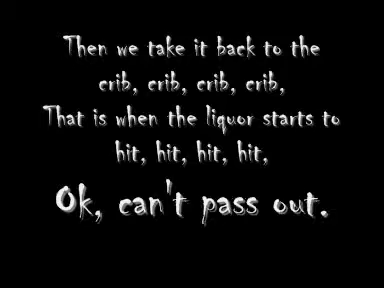 Then we take it back to the
crib, crib, crib, crib,
That is when the liquor starts to
hit, hit, hit, hit,
Ok, can't pass out.